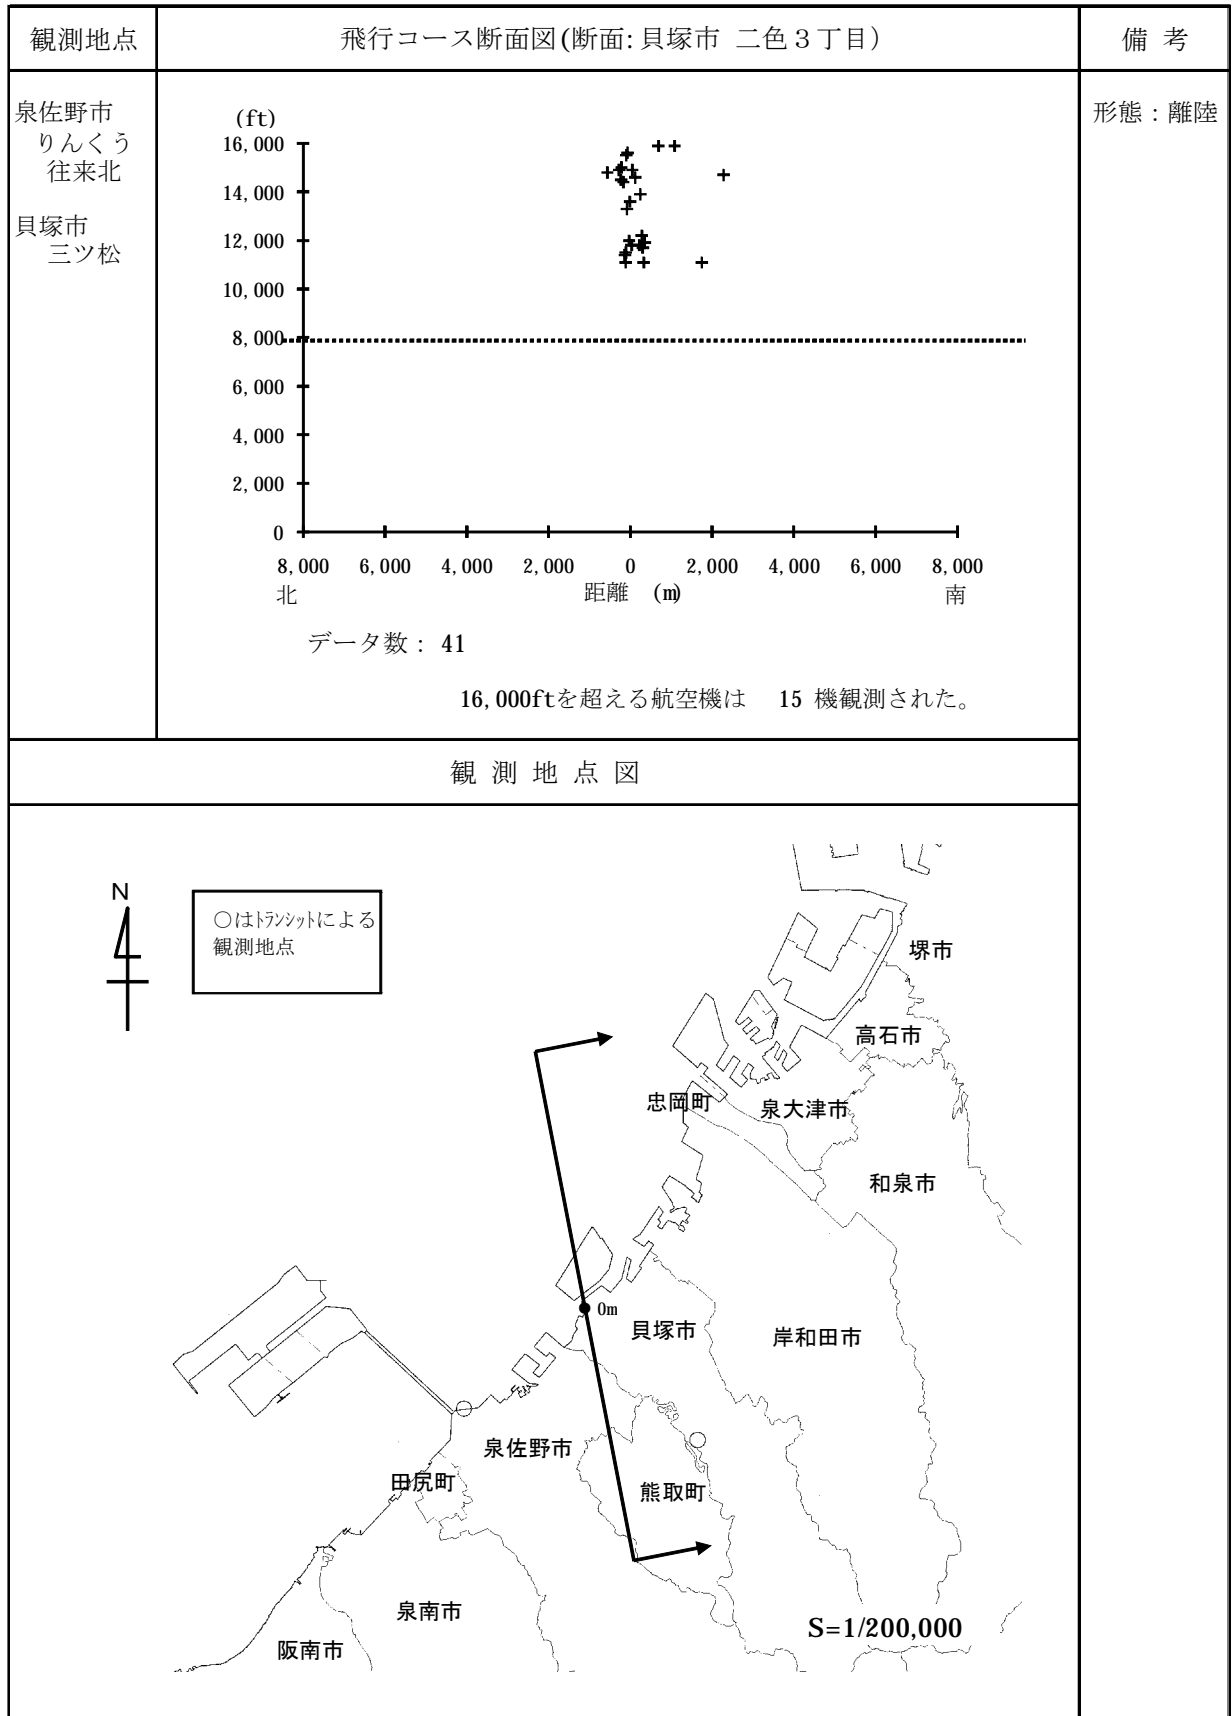 観測地点
飛行コース断面図(断面:貝塚市 二色３丁目)
備 考
泉佐野市
りんくう
往来北
貝塚市
三ツ松
形態：離陸
(ft)
16,000
14,000
12,000
10,000
8,000
6,000
4,000
2,000
0
8,000 6,000 4,000 2,000 0 2,000 4,000 6,000 8,000
北 距離 (m) 南
データ数： 41
16,000ftを超える航空機は 15 機観測された。
観 測 地 点 図
N
○はﾄﾗﾝｼｯﾄによる
観測地点
堺市
高石市
忠岡町
泉大津市
和泉市
0m
貝塚市
岸和田市
泉佐野市
田尻町
熊取町
泉南市
S=1/200,000
阪南市